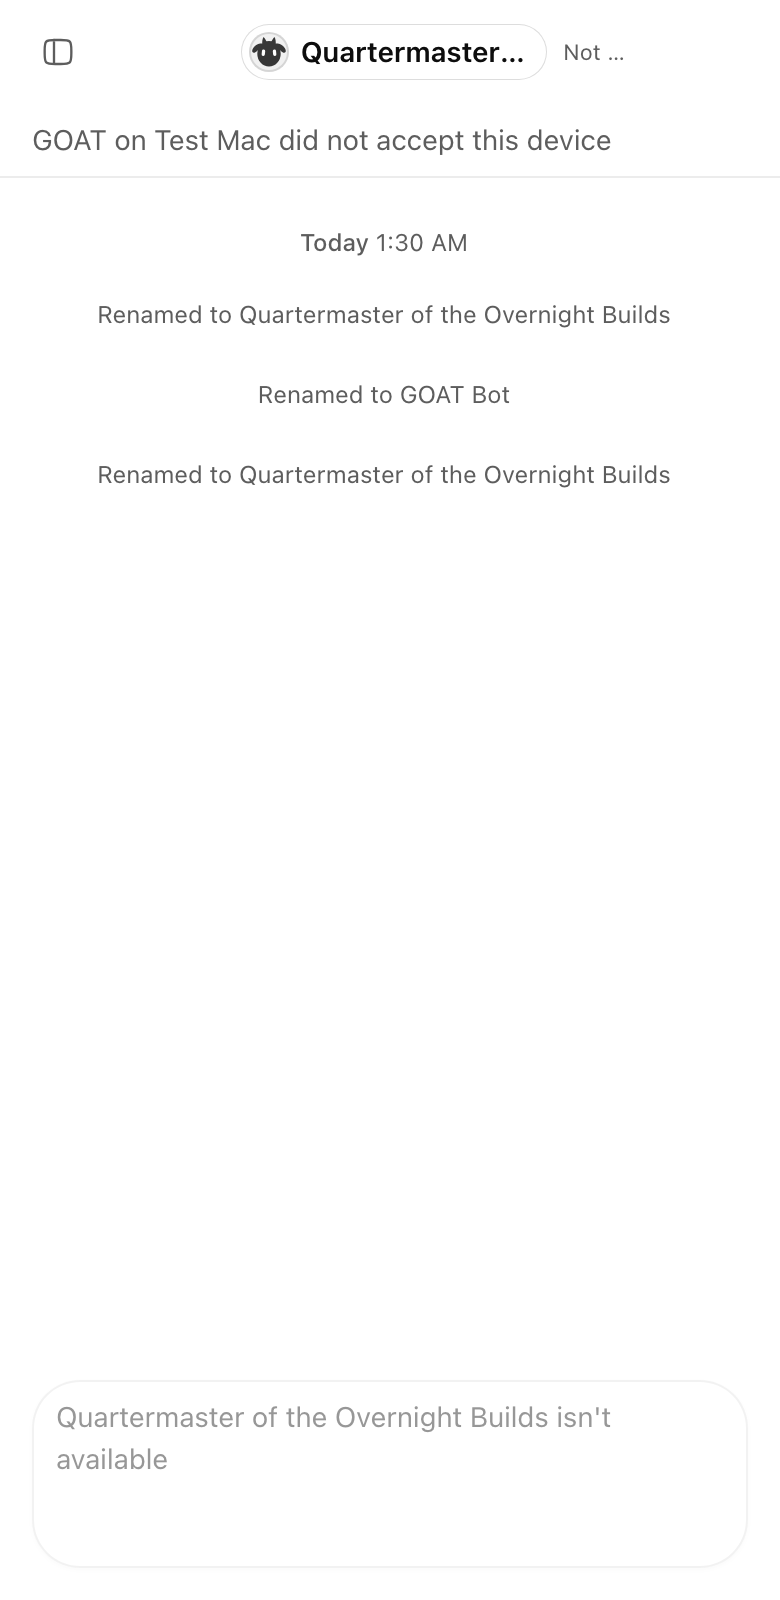 Quartermaster...
Not ...
GOAT on Test Mac did not accept this device
Today 1:30 AM
Renamed to Quartermaster of the Overnight Builds
Renamed to GOAT Bot
Renamed to Quartermaster of the Overnight Builds
Quartermaster of the Overnight Builds isn't
available